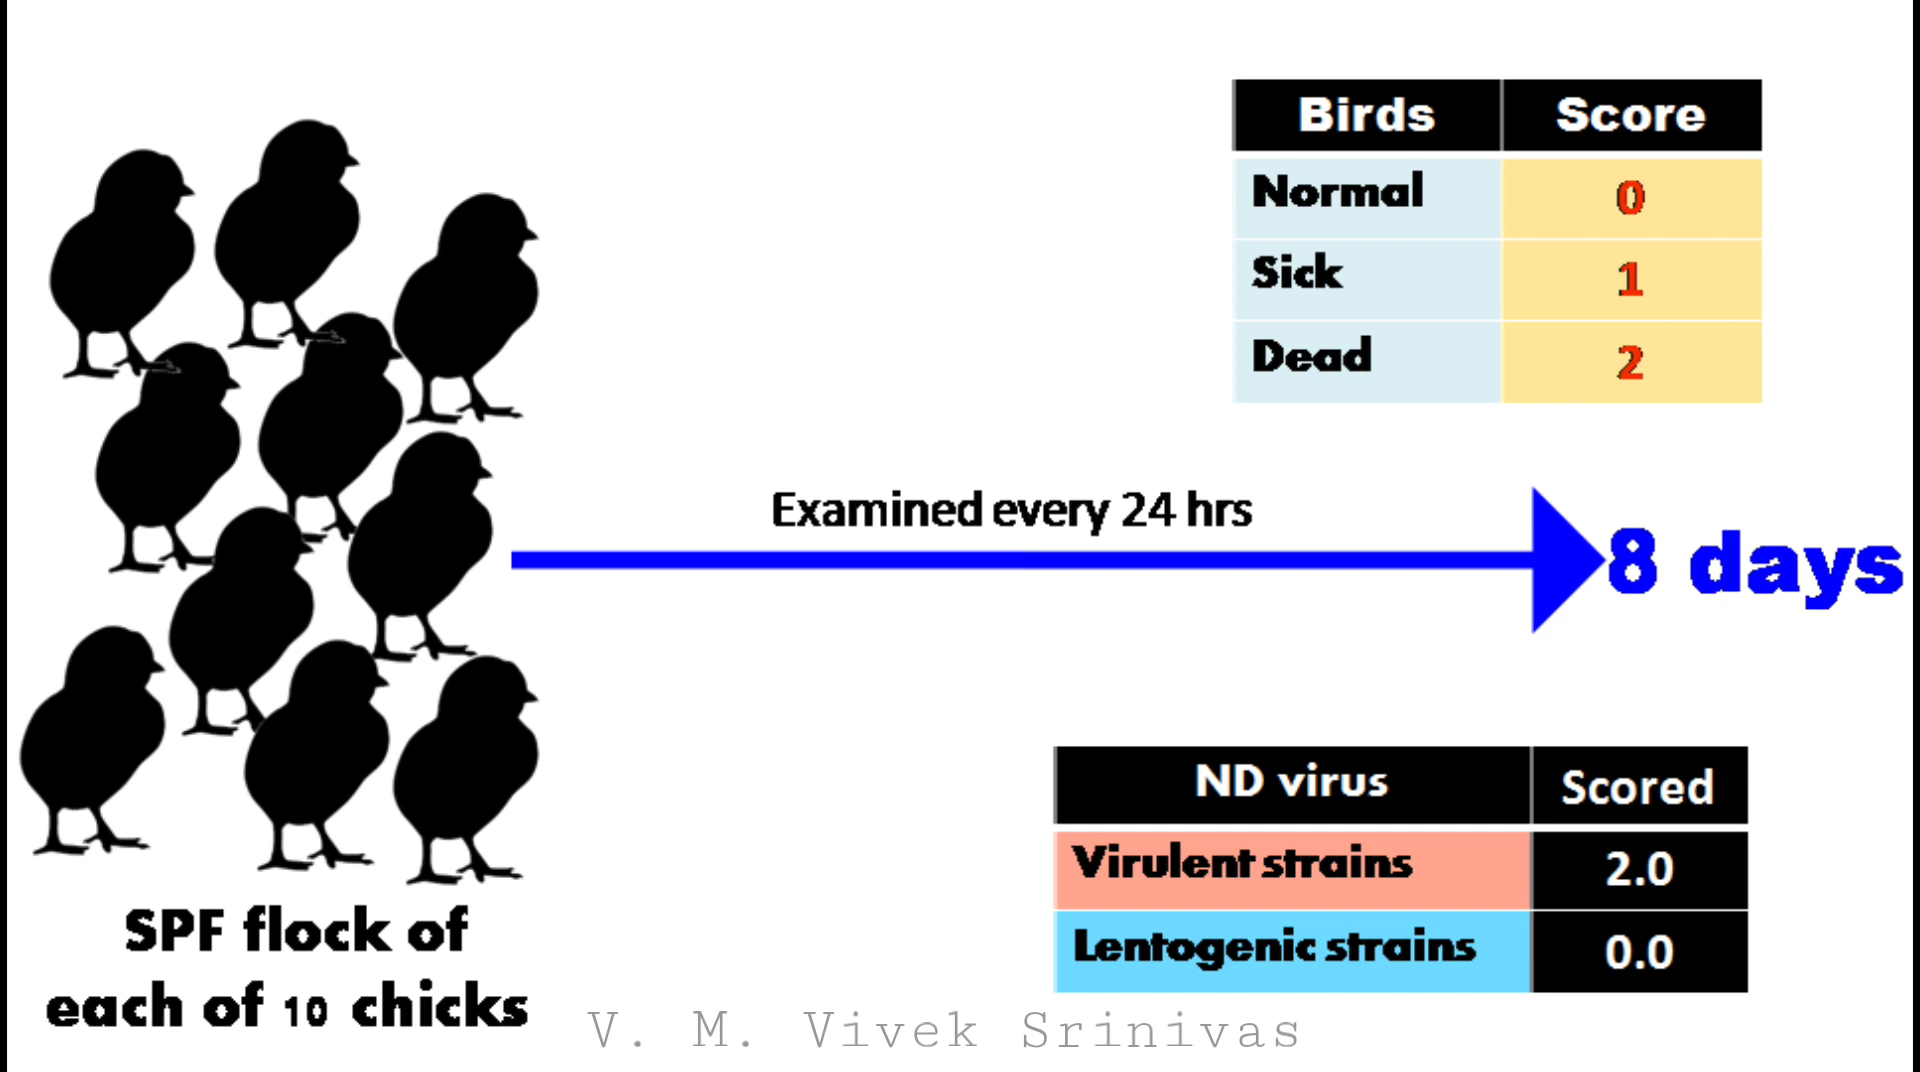 Birds Score
Normal 0
Sick 1
Dead 2
Examined every 24 hrs
8 days
ND virus Scored
Virulent strains 2.0
Lentogenic strains 0.0
SPF flock of
each of 10 chicks
V. M. Vivek Srinivas